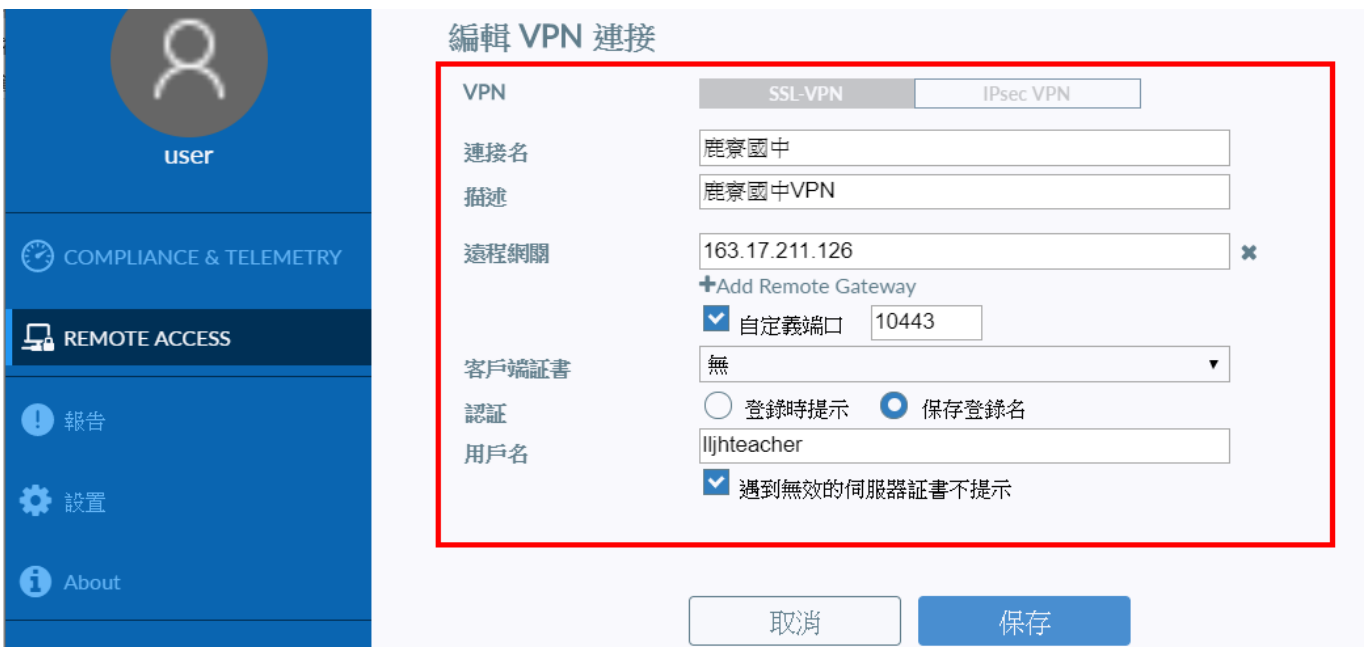 user
COMPLIANCE & TELEMETRY
REMOTE ACCESS
報告
設置
About
編輯 VPN 連接
VPN SSL-VPN IPsec VPN
連接名 鹿寮國中
描述 鹿寮國中VPN
遠程網關 163.17.211.126
+Add Remote Gateway
自定義端口 10443
客戶端証書 無
認証 登錄時提示 保存登錄名
用戶名 lljhteacher
遇到無效的伺服器証書不提示
取消 保存